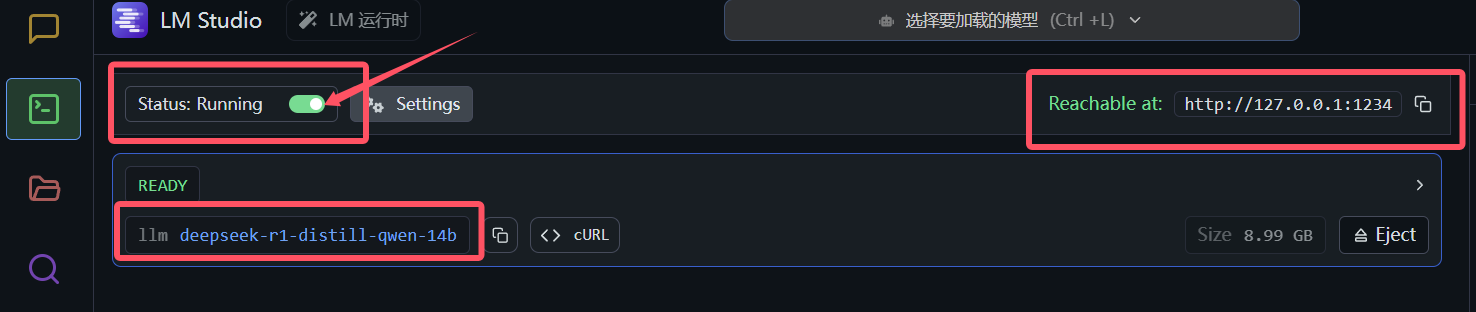 LM Studio
LM 运行时
选择要加载的模型 (Ctrl +L)
Status: Running
Settings
Reachable at: http://127.0.0.1:1234
READY
llm deepseek-r1-distill-qwen-14b
cURL
Size 8.99 GB
Eject